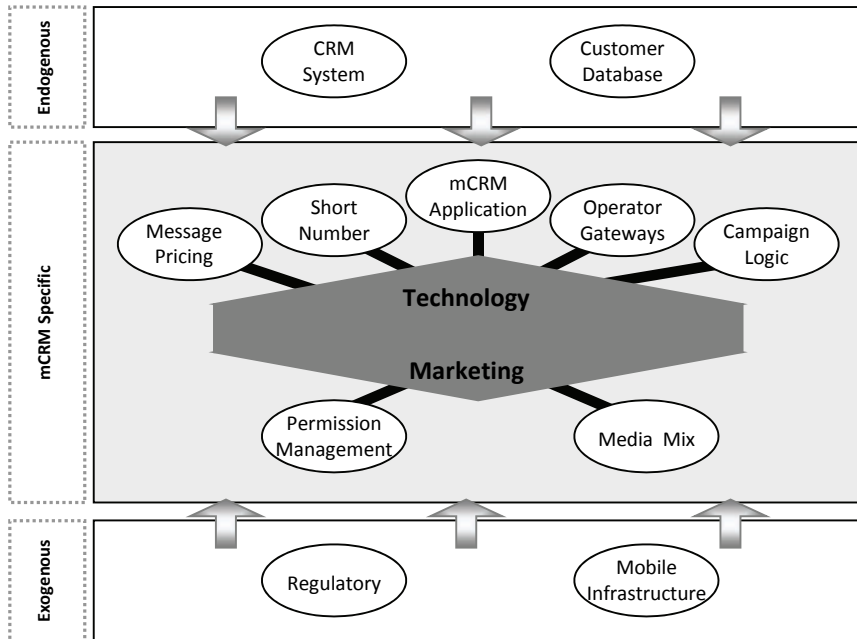 Endogenous
CRM
System
Customer
Database
mCRM Specific
Message
Pricing
Short
Number
mCRM
Application
Operator
Gateways
Campaign
Logic
Technology
Marketing
Permission
Management
Media Mix
Exogenous
Regulatory
Mobile
Infrastructure